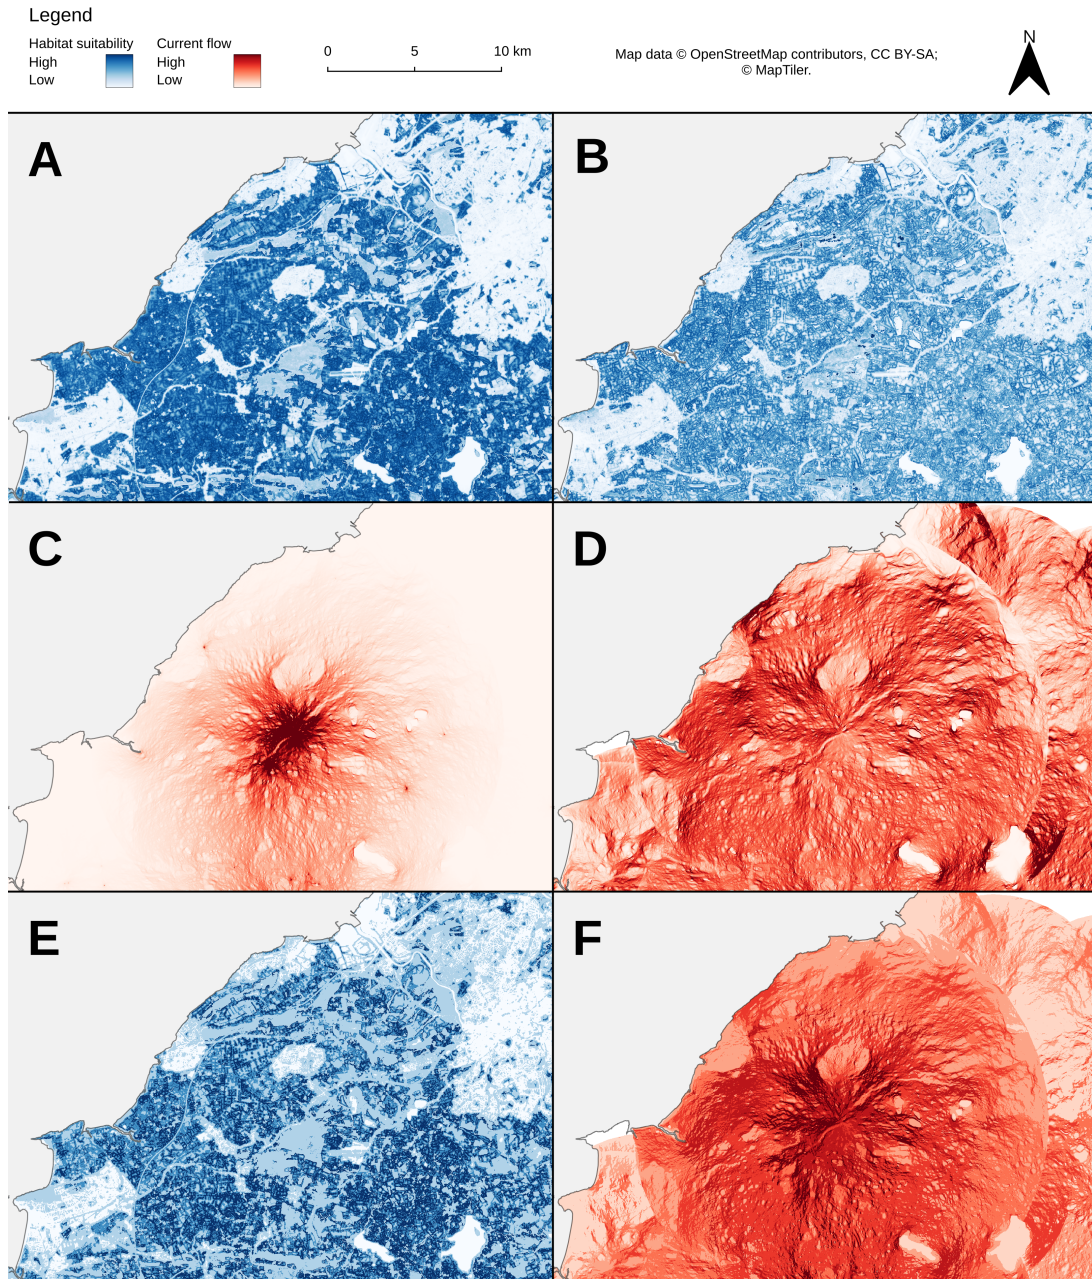 Legend
Habitat suitability
High
Low
Current flow
High
Low
0 5 10 km
Map data © OpenStreetMap contributors, CC BY-SA;
© MapTiler.
N
A
B
C
D
E
F